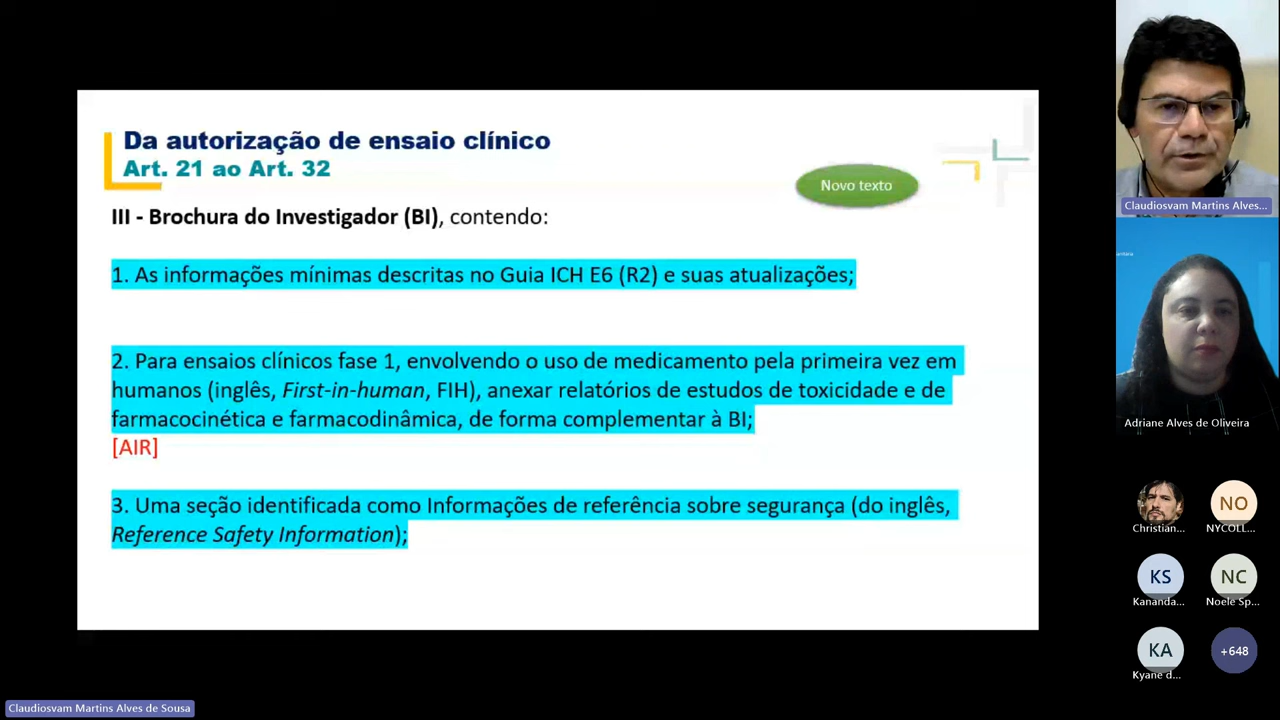 Da autorização de ensaio clínico
Art. 21 ao Art. 32
Novo texto
III - Brochura do Investigador (BI), contendo:
1. As informações mínimas descritas no Guia ICH E6 (R2) e suas atualizações;
2. Para ensaios clínicos fase 1, envolvendo o uso de medicamento pela primeira vez em
humanos (inglês, First-in-human, FIH), anexar relatórios de estudos de toxicidade e de
farmacocinética e farmacodinâmica, de forma complementar à BI;
[AIR]
3. Uma seção identificada como Informações de referência sobre segurança (do inglês,
Reference Safety Information);
Claudiosvam Martins Alves...
Adriane Alves de Oliveira
Christian...
NO
NYCOLL...
KS
Kananda...
NC
Noele Sp...
KA
Kyane d...
+648
Claudiosvam Martins Alves de Sousa